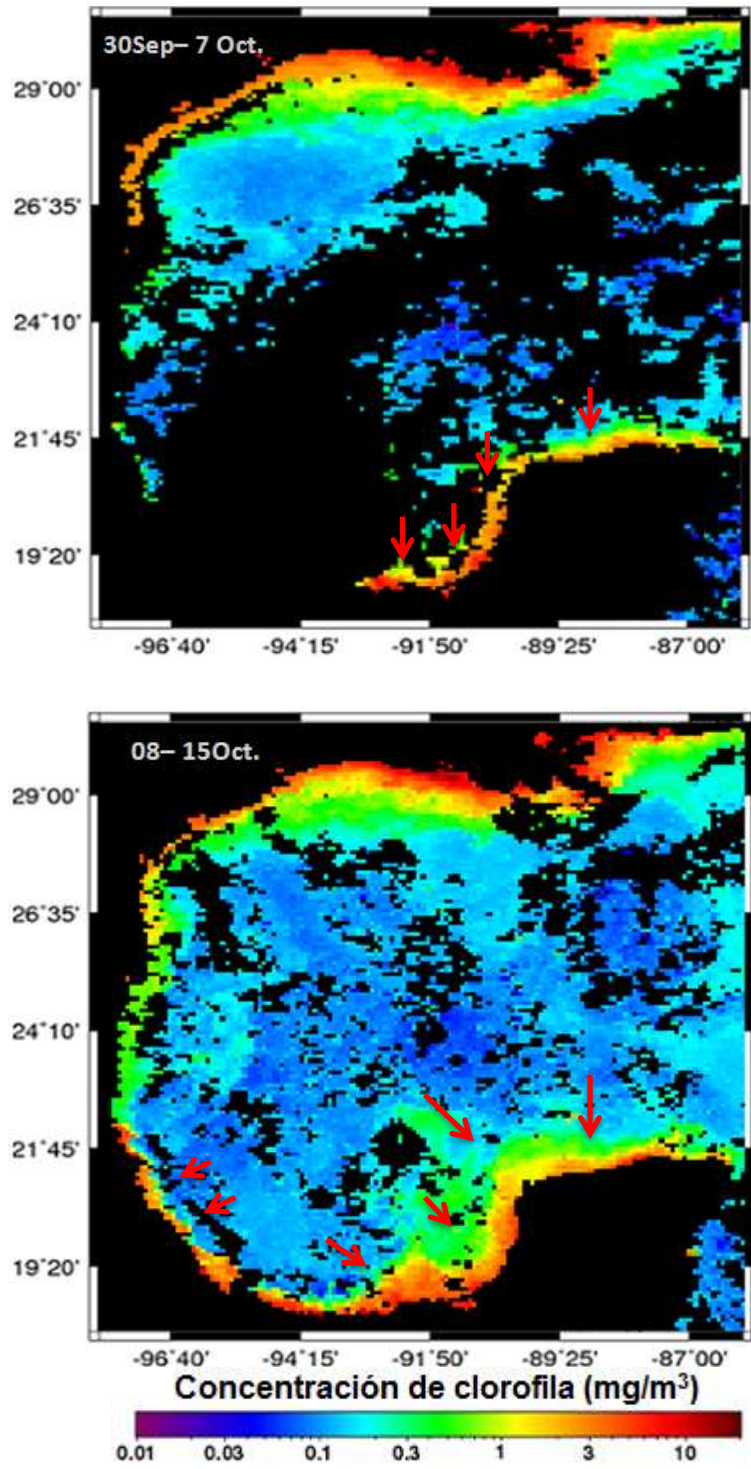 30Sep– 7 Oct.
29°00'
26°35'
24°10'
21°45'
19°20'
-96°40' -94°15' -91°50' -89°25' -87°00'
08– 15Oct.
29°00'
26°35'
24°10'
21°45'
19°20'
-96°40' -94°15' -91°50' -89°25' -87°00'
Concentración de clorofila (mg/m³)
0.01 0.03 0.1 0.3 1 3 10